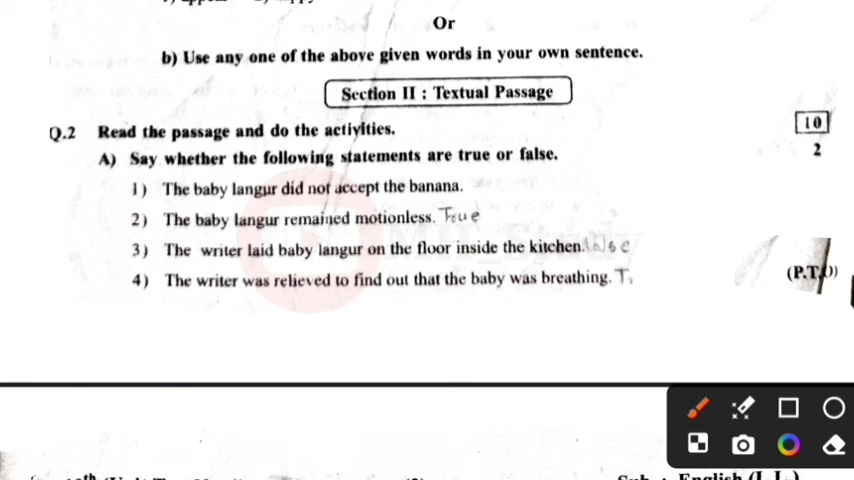 Or
b) Use any one of the above given words in your own sentence.
Section II : Textual Passage
Q.2 Read the passage and do the activities. 10
A) Say whether the following statements are true or false. 2
1) The baby langur did not accept the banana.
2) The baby langur remained motionless. True
3) The writer laid baby langur on the floor inside the kitchen.
4) The writer was relieved to find out that the baby was breathing. T
(P.T.O)
Sub : English (L.L.)